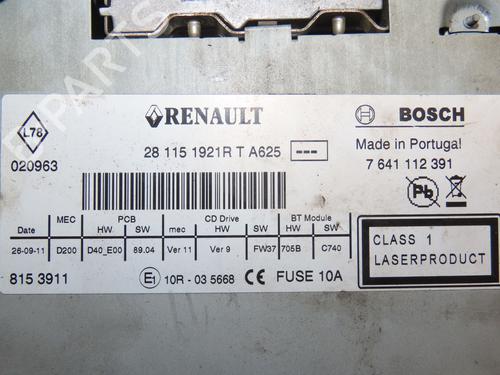 L78
RENAULT
BOSCH
020963
28 115 1921R T A625
Made in Portugal
7 641 112 391
Pb
MEC PCB CD Drive BT Module
Date HW SW mec HW SW HW SW
26-09-11 D200 D40_E00 89.04 Ver 11 Ver 9 FW37 705B C740
CLASS 1
LASERPRODUCT
815 3911
E1 10R - 03 5668 CE FUSE 10A